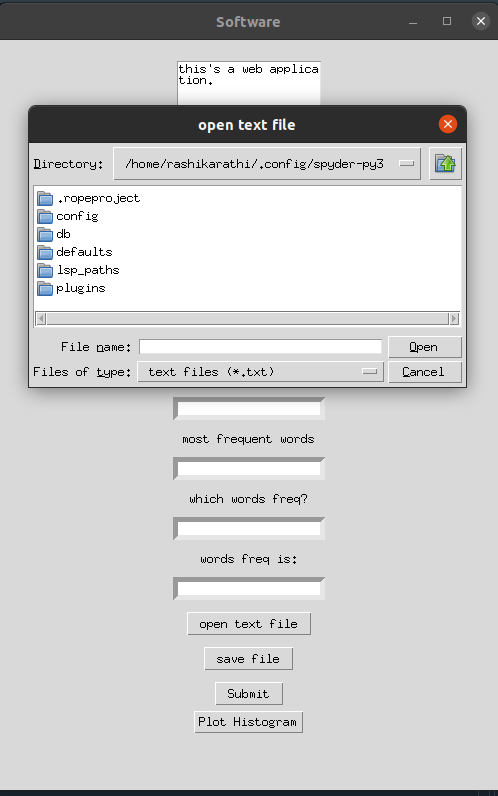 Software
this's a web applica
tion.
open text file
Directory: /home/rashikarathi/.config/spyder-py3
.ropeproject
config
db
defaults
lsp_paths
plugins
File name: Open
Files of type: text files (*.txt) Cancel
most frequent words
which words freq?
words freq is:
open text file
save file
Submit
Plot Histogram